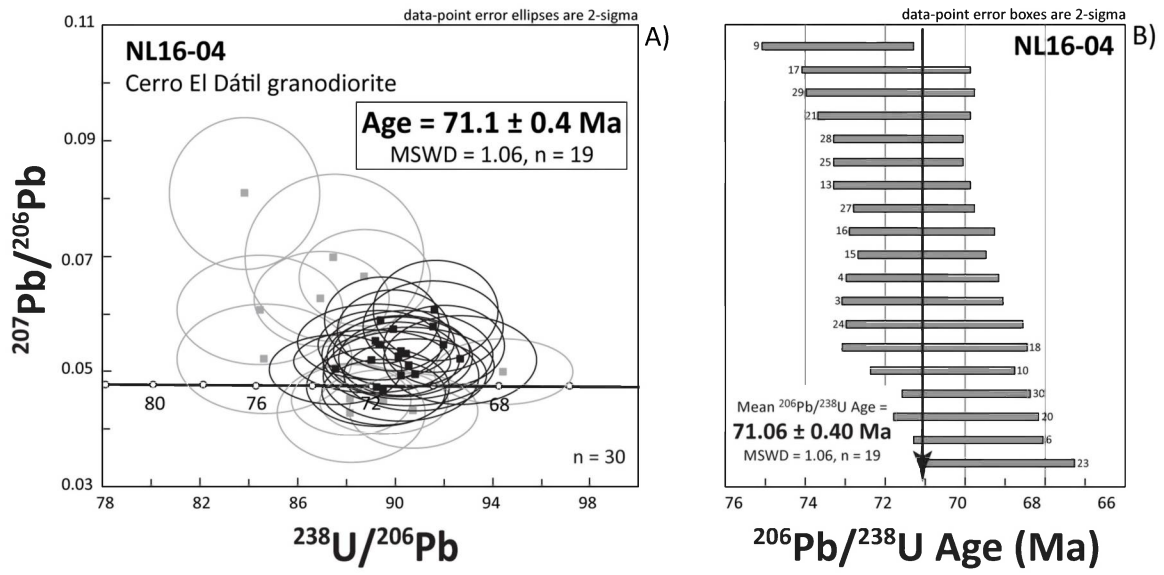 data-point error ellipses are 2-sigma
A)
NL16-04
Cerro El Dátil granodiorite
Age = 71.1 ± 0.4 Ma
MSWD = 1.06, n = 19
0.11
0.09
0.07
0.05
0.03
207Pb/206Pb
80
76
72
68
n = 30
78
82
86
90
94
98
238U/206Pb
data-point error boxes are 2-sigma
B)
NL16-04
9
17
29
21
28
25
13
27
16
15
4
3
24
18
10
30
20
6
23
Mean 206Pb/238U Age =
71.06 ± 0.40 Ma
MSWD = 1.06, n = 19
76
74
72
70
68
66
206Pb/238U Age (Ma)